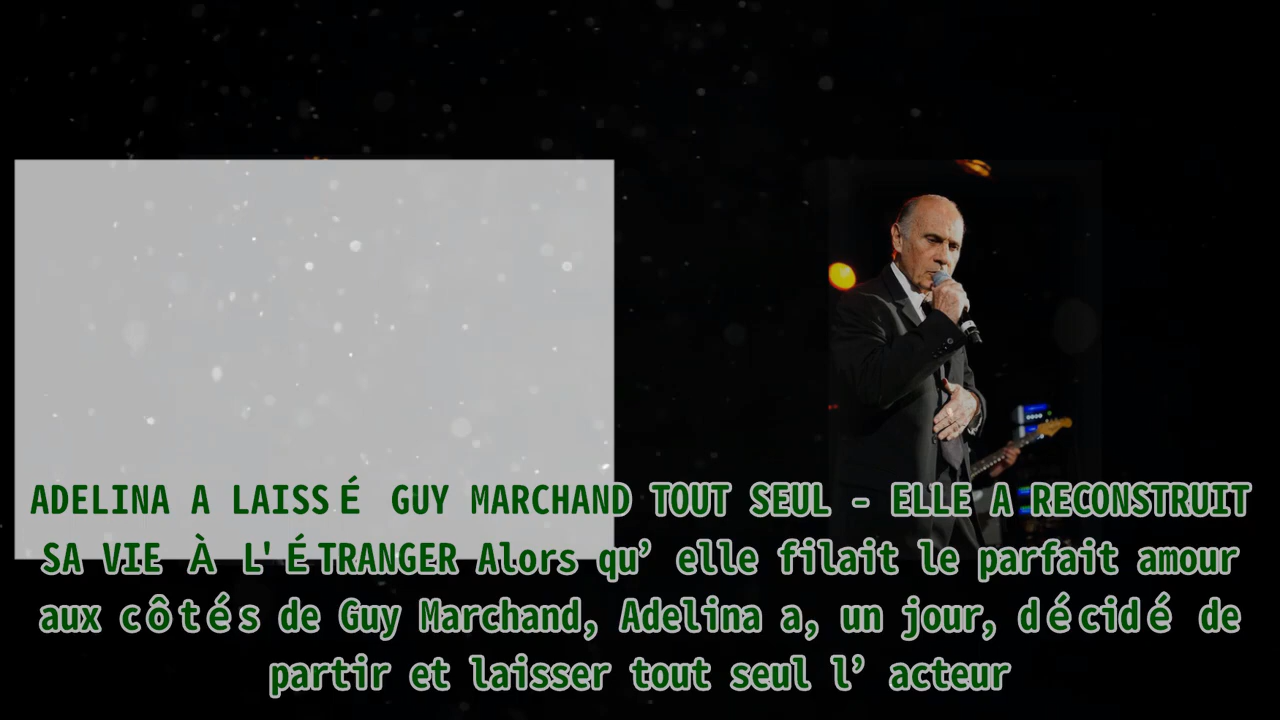 ADELINA A LAISSÉ GUY MARCHAND TOUT SEUL - ELLE A RECONSTRUIT
SA VIE À L'ÉTRANGER Alors qu’ elle filait le parfait amour
aux côtés de Guy Marchand, Adelina a, un jour, décidé de
partir et laisser tout seul l’ acteur